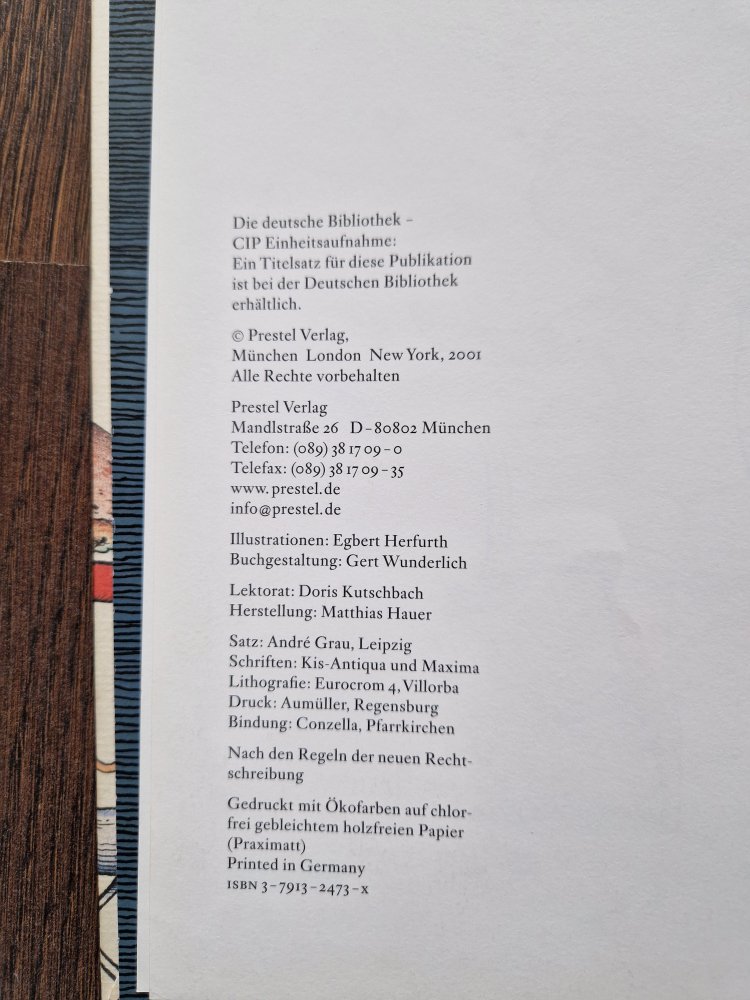 Die deutsche Bibliothek –
CIP Einheitsaufnahme:
Ein Titelsatz für diese Publikation
ist bei der Deutschen Bibliothek
erhältlich.
© Prestel Verlag,
München London New York, 2001
Alle Rechte vorbehalten
Prestel Verlag
Mandlstraße 26 D–80802 München
Telefon: (089) 38 17 09–0
Telefax: (089) 38 17 09–35
www.prestel.de
info@prestel.de
Illustrationen: Egbert Herfurth
Buchgestaltung: Gert Wunderlich
Lektorat: Doris Kutschbach
Herstellung: Matthias Hauer
Satz: André Grau, Leipzig
Schriften: Kis-Antiqua und Maxima
Lithografie: Eurocrom 4, Villorba
Druck: Aumüller, Regensburg
Bindung: Conzella, Pfarrkirchen
Nach den Regeln der neuen Recht-
schreibung
Gedruckt mit Ökofarben auf chlor-
frei gebleichtem holzfreien Papier
(Praximatt)
Printed in Germany
ISBN 3–7913–2473–X